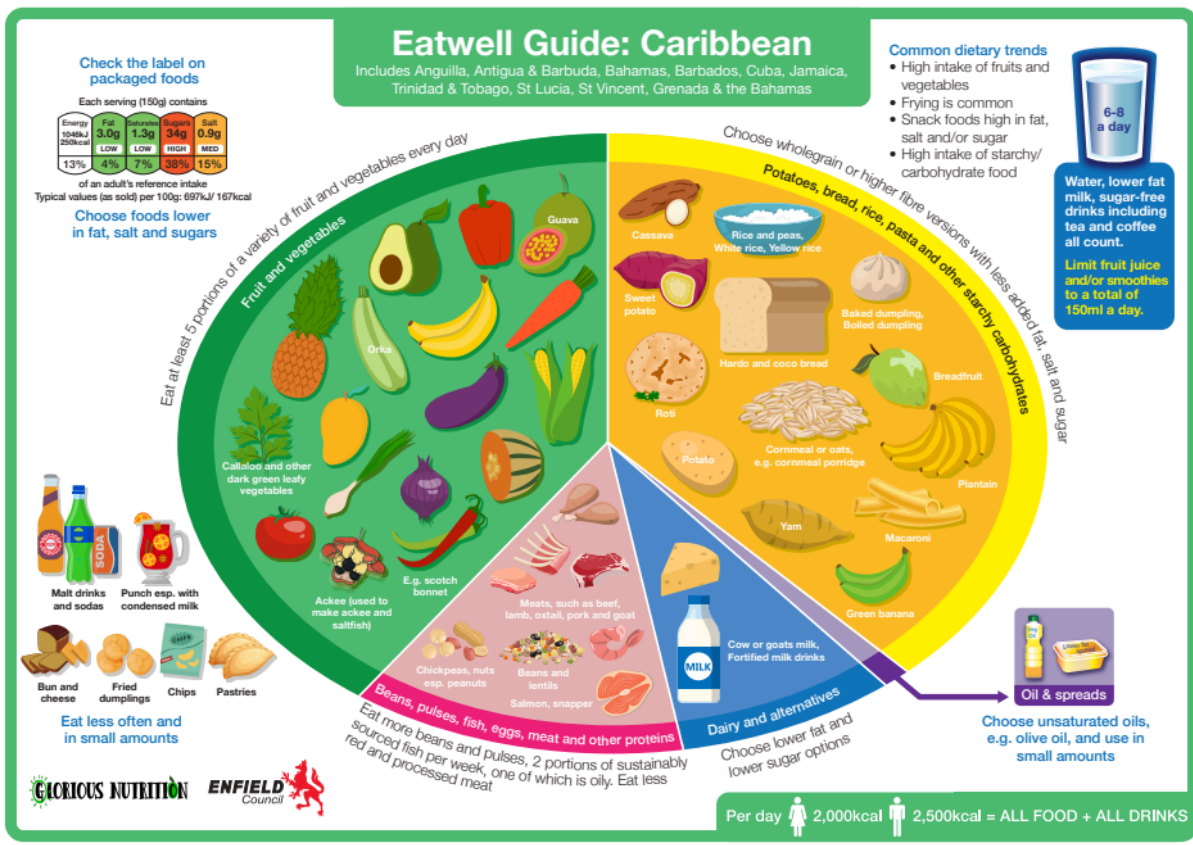 Eatwell Guide: Caribbean
Includes Anguilla, Antigua & Barbuda, Bahamas, Barbados, Cuba, Jamaica,
Trinidad & Tobago, St Lucia, St Vincent, Grenada & the Bahamas
Check the label on
packaged foods
Each serving (150g) contains
Energy
1046kJ
250kcal
13%
Fat
3.0g
LOW
4%
Saturates
1.3g
LOW
7%
Sugars
34g
HIGH
38%
Salt
0.9g
MED
15%
of an adult's reference intake
Typical values (as sold) per 100g: 697kJ/ 167kcal
Choose foods lower
in fat, salt and sugars
Common dietary trends
• High intake of fruits and
vegetables
• Frying is common
• Snack foods high in fat,
salt and/or sugar
• High intake of starchy/
carbohydrate food
6-8
a day
Water, lower fat
milk, sugar-free
drinks including
tea and coffee
all count.
Limit fruit juice
and/or smoothies
to a total of
150ml a day.
Eat at least 5 portions of a variety of fruit and vegetables every day
Fruit and vegetables
Guava
Orka
Callaloo and other
dark green leafy
vegetables
Ackee (used to
make ackee and
saltfish)
E.g. scotch
bonnet
Choose wholegrain or higher fibre versions with less added fat, salt and sugar
Potatoes, bread, rice, pasta and other starchy carbohydrates
Cassava
Rice and peas,
White rice, Yellow rice
Sweet
potato
Baked dumpling,
Boiled dumpling
Hardo and coco bread
Breadfruit
Roti
Cornmeal or oats,
e.g. cornmeal porridge
Potato
Plantain
Yam
Macaroni
Green banana
Meats, such as beef,
lamb, oxtail, pork and goat
Chickpeas, nuts
esp. peanuts
Beans and
lentils
Salmon, snapper
Beans, pulses, fish, eggs, meat and other proteins
Eat more beans and pulses, 2 portions of sustainably
sourced fish per week, one of which is oily. Eat less
red and processed meat
MILK
Cow or goats milk,
Fortified milk drinks
Dairy and alternatives
Choose lower fat and
lower sugar options
Oil & spreads
Choose unsaturated oils,
e.g. olive oil, and use in
small amounts
SODA
Malt drinks
and sodas
Punch esp. with
condensed milk
CHIPS
Bun and
cheese
Fried
dumplings
Chips
Pastries
Eat less often and
in small amounts
GLORIOUS NUTRITION
ENFIELD
Council
Per day 2,000kcal 2,500kcal = ALL FOOD + ALL DRINKS